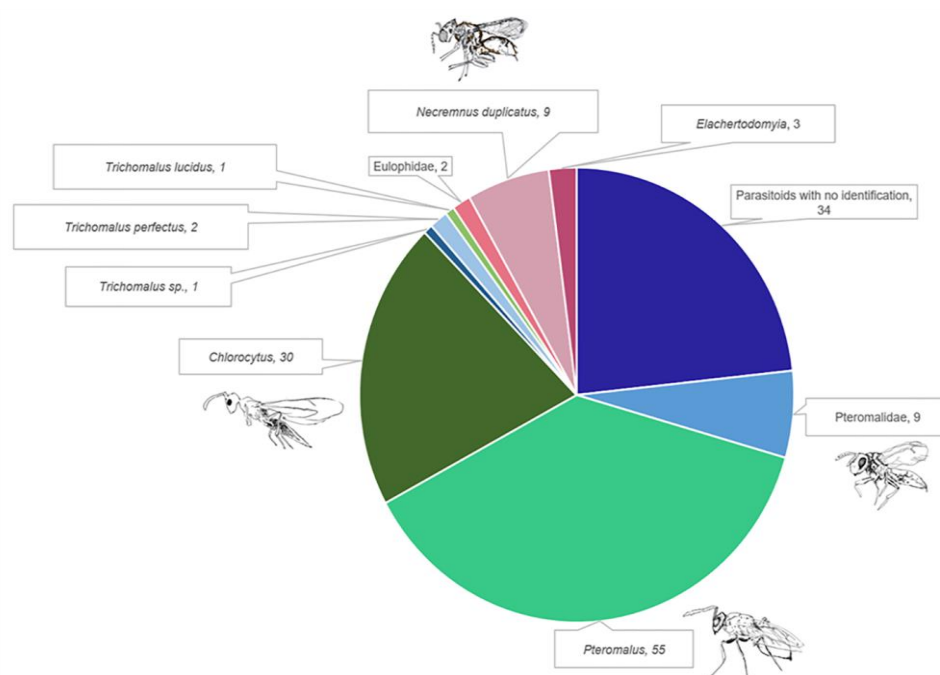 Necremnus duplicatus, 9
Elachertodomyia, 3
Trichomalus lucidus, 1
Eulophidae, 2
Parasitoids with no identification,
34
Trichomalus perfectus, 2
Trichomalus sp., 1
Chlorocytus, 30
Pteromalidae, 9
Pteromalus, 55